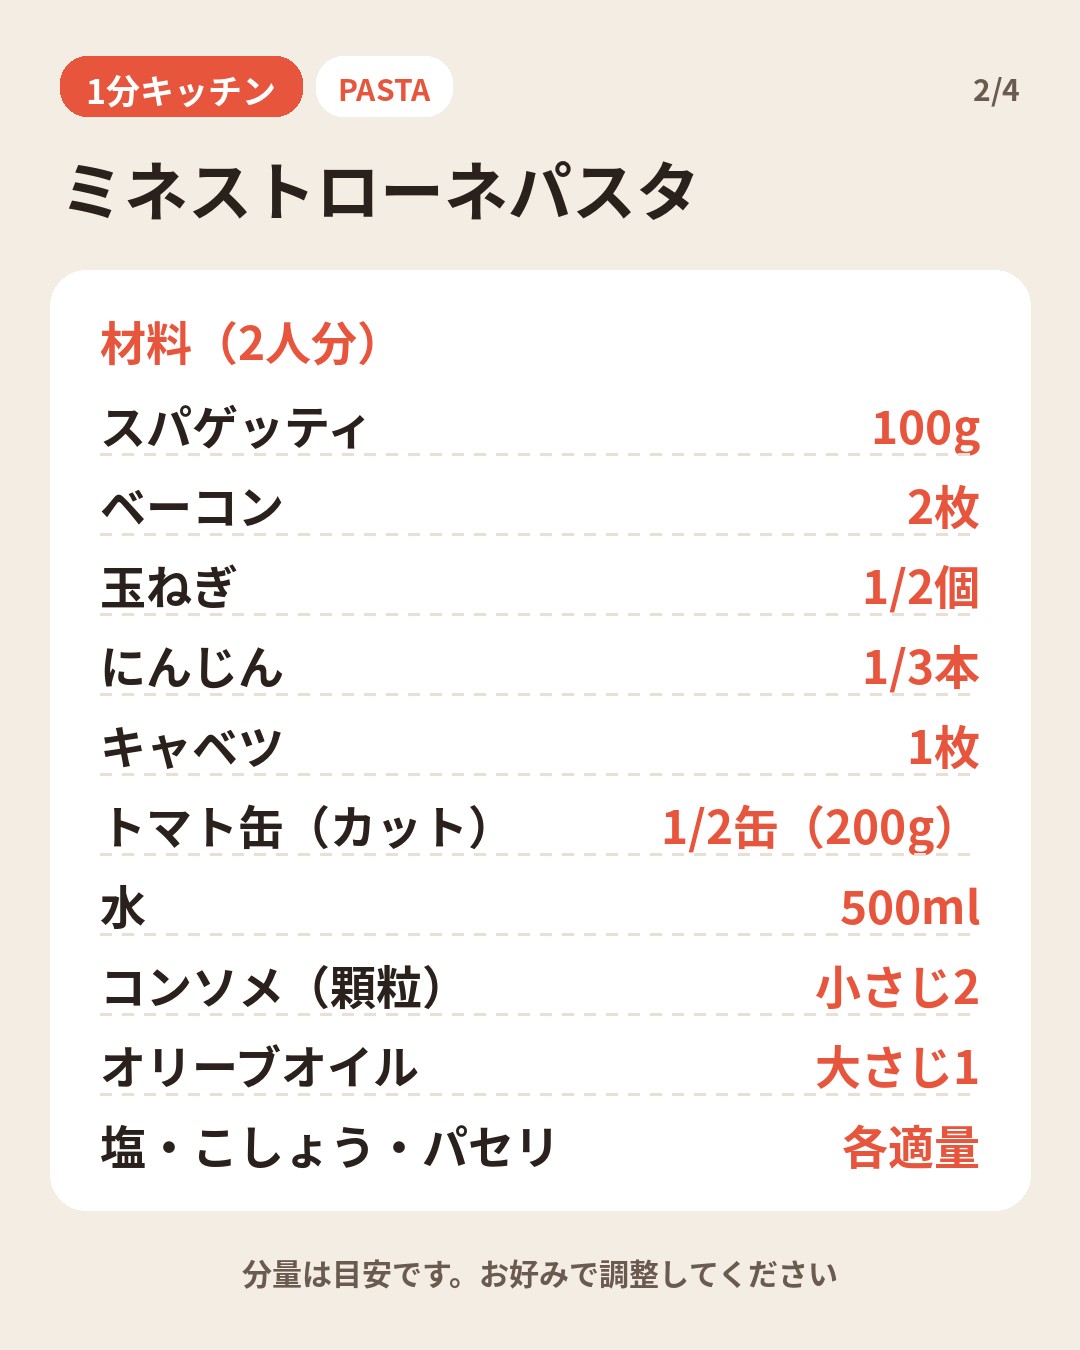 1分キッチン PASTA 2/4
ミネストローネパスタ
材料（2人分）
スパゲッティ 100g
ベーコン 2枚
玉ねぎ 1/2個
にんじん 1/3本
キャベツ 1枚
トマト缶（カット） 1/2缶（200g）
水 500ml
コンソメ（顆粒） 小さじ2
オリーブオイル 大さじ1
塩・こしょう・パセリ 各適量
分量は目安です。お好みで調整してください